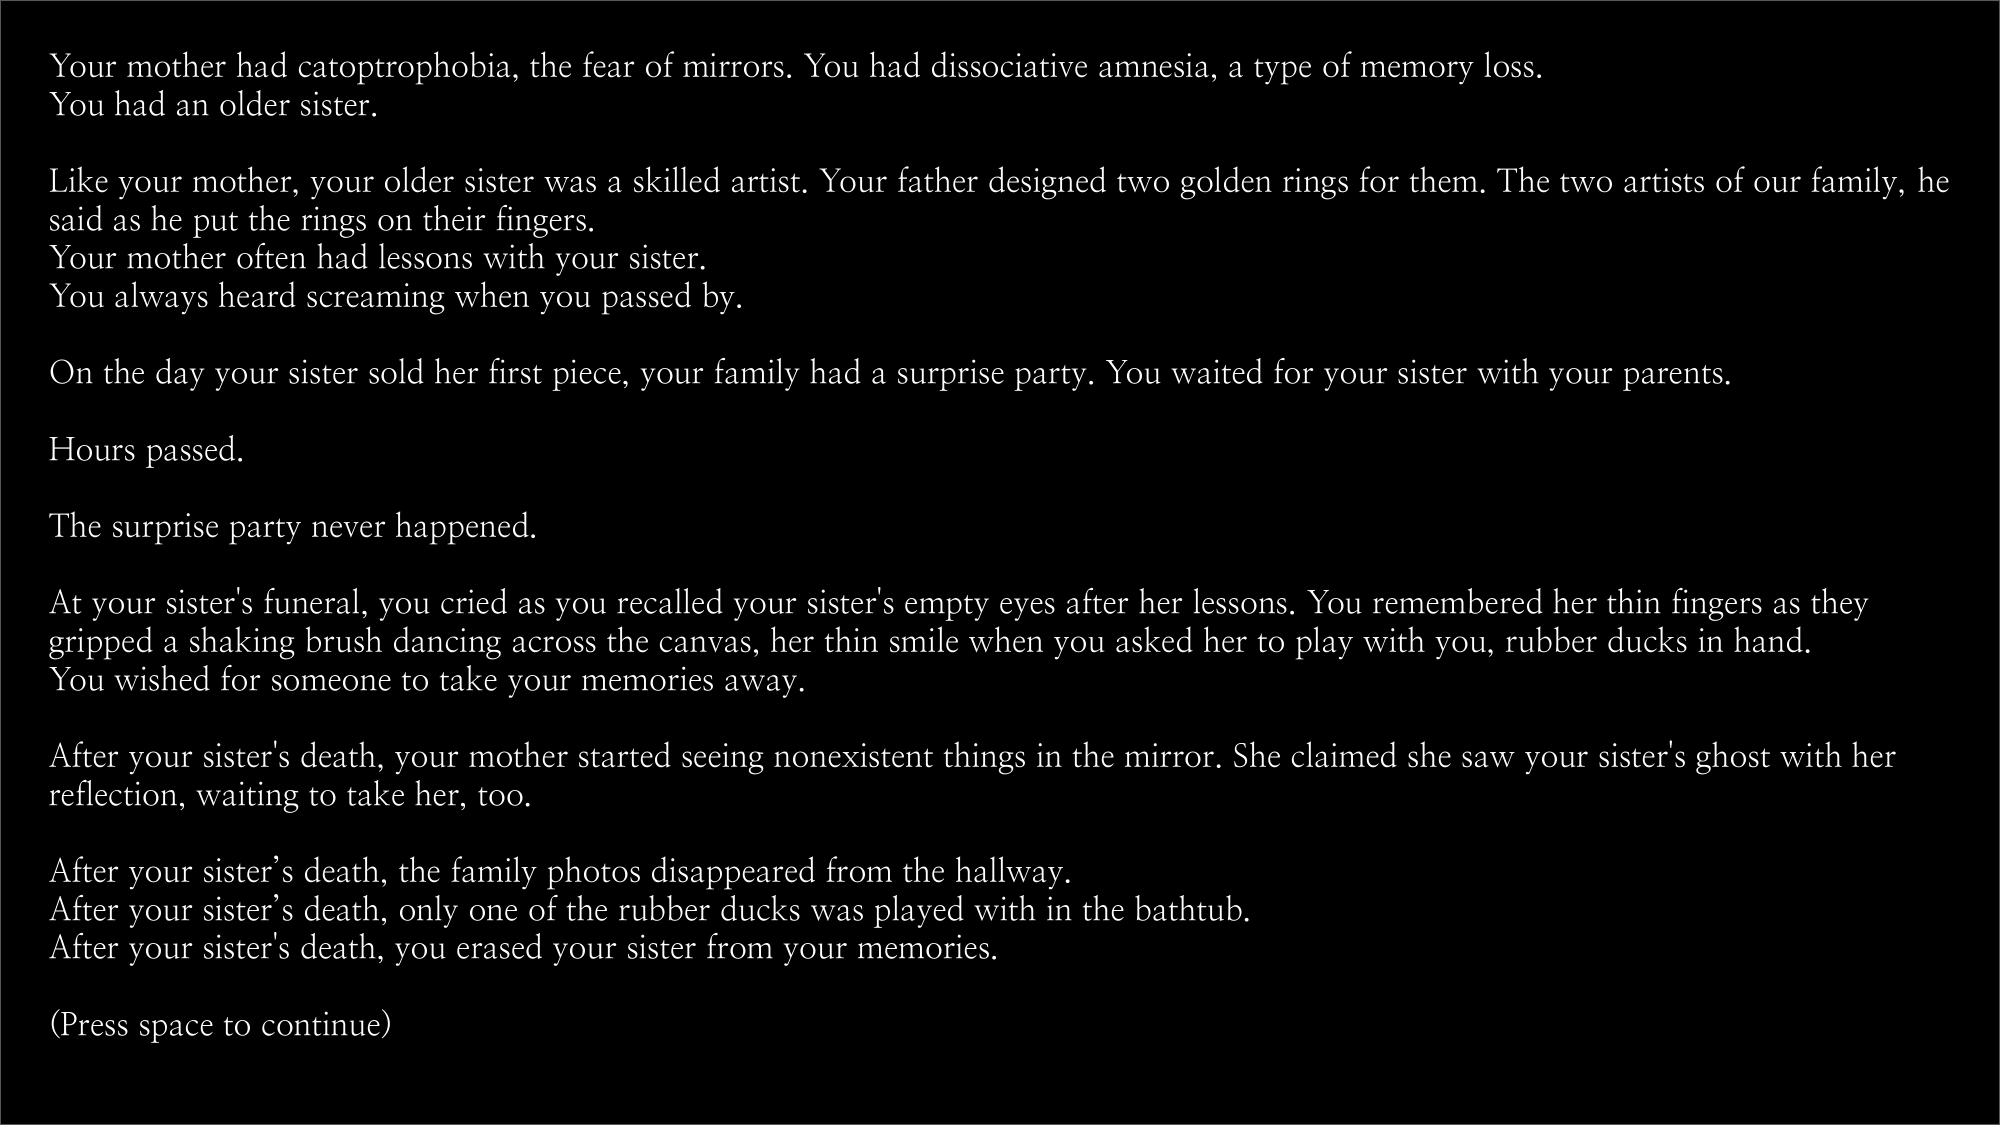 Your mother had catoptrophobia, the fear of mirrors. You had dissociative amnesia, a type of memory loss.
You had an older sister.
Like your mother, your older sister was a skilled artist. Your father designed two golden rings for them. The two artists of our family, he
said as he put the rings on their fingers.
Your mother often had lessons with your sister.
You always heard screaming when you passed by.
On the day your sister sold her first piece, your family had a surprise party. You waited for your sister with your parents.
Hours passed.
The surprise party never happened.
At your sister's funeral, you cried as you recalled your sister's empty eyes after her lessons. You remembered her thin fingers as they
gripped a shaking brush dancing across the canvas, her thin smile when you asked her to play with you, rubber ducks in hand.
You wished for someone to take your memories away.
After your sister's death, your mother started seeing nonexistent things in the mirror. She claimed she saw your sister's ghost with her
reflection, waiting to take her, too.
After your sister’s death, the family photos disappeared from the hallway.
After your sister’s death, only one of the rubber ducks was played with in the bathtub.
After your sister's death, you erased your sister from your memories.
(Press space to continue)